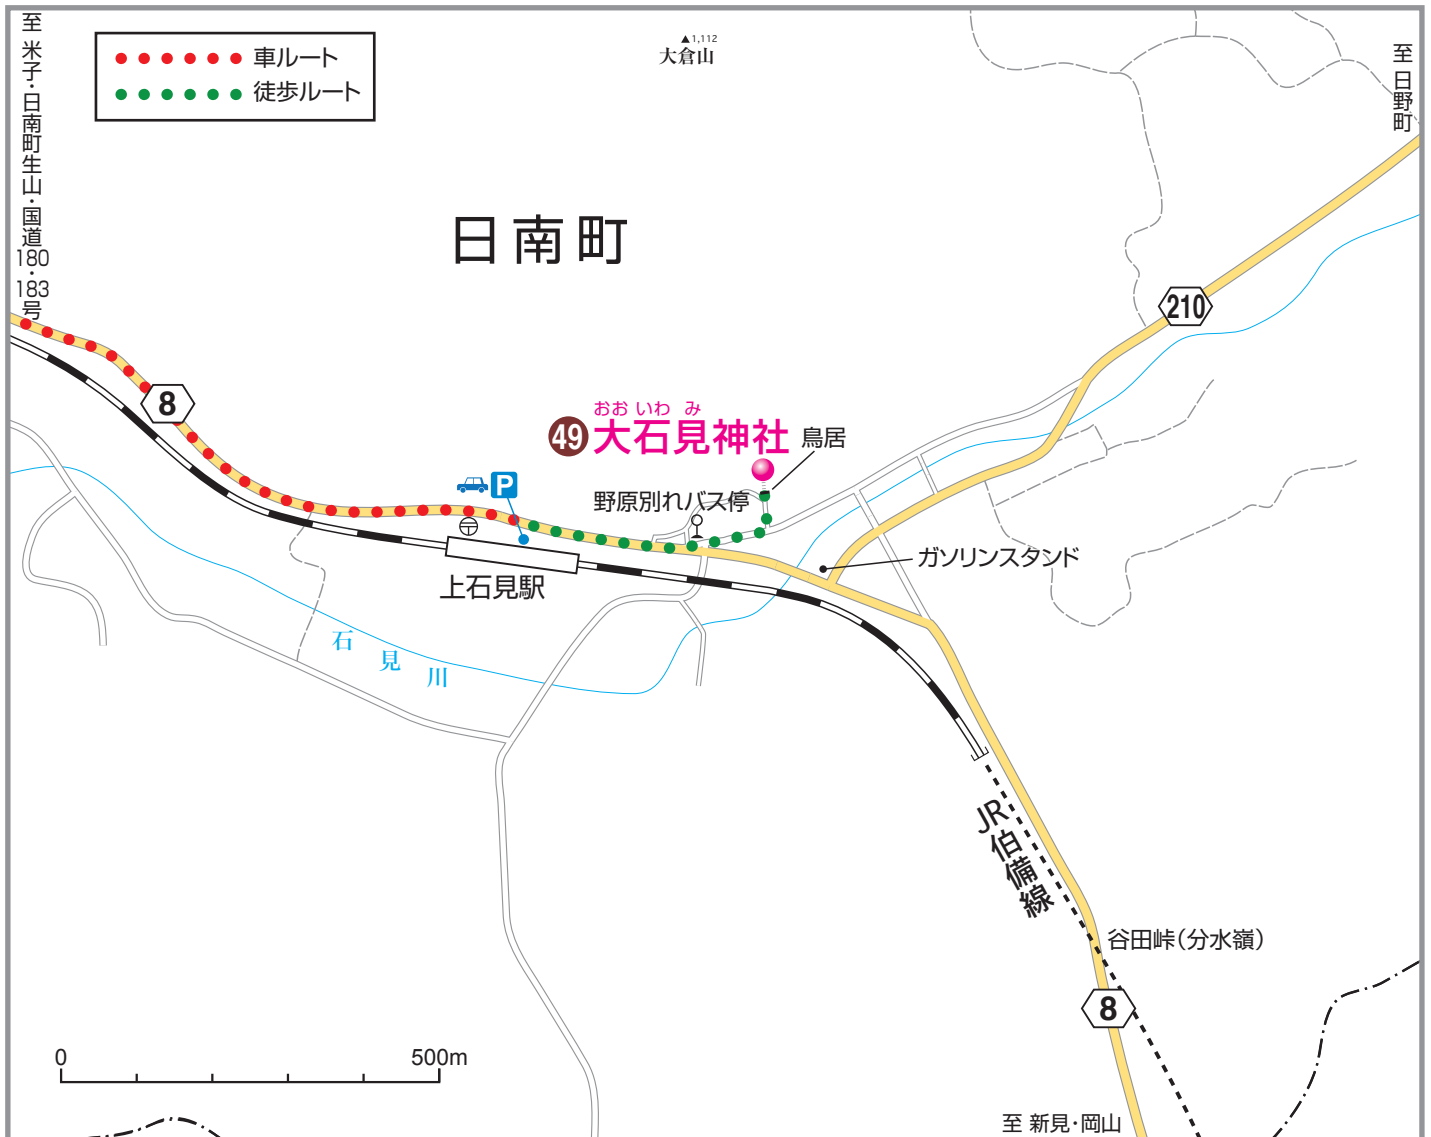 至 米子・日南町生山・国道180・183号
車ルート
徒歩ルート
▲1,112
大倉山
至 日野町
日南町
210
8
おお いわ み
49 大石見神社
鳥居
P
野原別れバス停
ガソリンスタンド
上石見駅
石見川
JR伯備線
谷田峠（分水嶺）
8
0 500m
至 新見・岡山